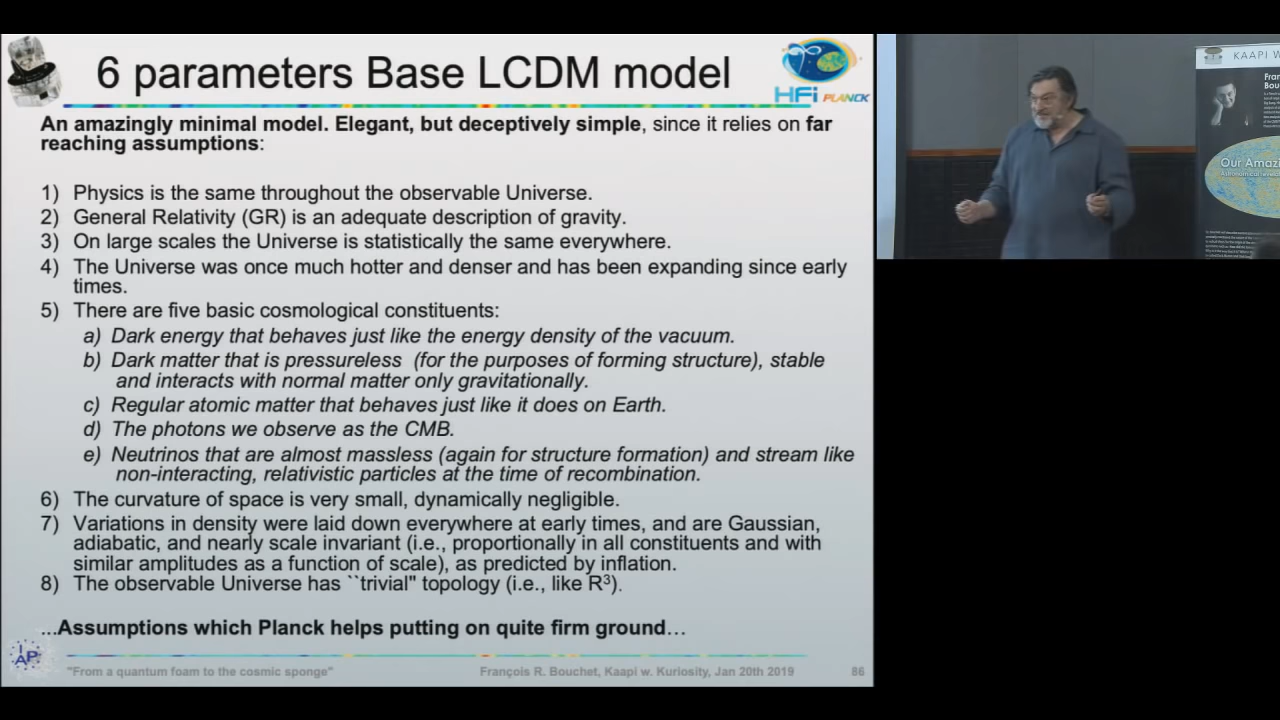 6 parameters Base LCDM model
HFi PLANCK
An amazingly minimal model. Elegant, but deceptively simple, since it relies on far
reaching assumptions:
1) Physics is the same throughout the observable Universe.
2) General Relativity (GR) is an adequate description of gravity.
3) On large scales the Universe is statistically the same everywhere.
4) The Universe was once much hotter and denser and has been expanding since early
times.
5) There are five basic cosmological constituents:
a) Dark energy that behaves just like the energy density of the vacuum.
b) Dark matter that is pressureless (for the purposes of forming structure), stable
and interacts with normal matter only gravitationally.
c) Regular atomic matter that behaves just like it does on Earth.
d) The photons we observe as the CMB.
e) Neutrinos that are almost massless (again for structure formation) and stream like
non-interacting, relativistic particles at the time of recombination.
6) The curvature of space is very small, dynamically negligible.
7) Variations in density were laid down everywhere at early times, and are Gaussian,
adiabatic, and nearly scale invariant (i.e., proportionally in all constituents and with
similar amplitudes as a function of scale), as predicted by inflation.
8) The observable Universe has ``trivial" topology (i.e., like R³).
...Assumptions which Planck helps putting on quite firm ground…
IAP
"From a quantum foam to the cosmic sponge"
François R. Bouchet, Kaapi w. Kuriosity, Jan 20th 2019
86
KAAPI W
Fran
Bou
Our Amazi